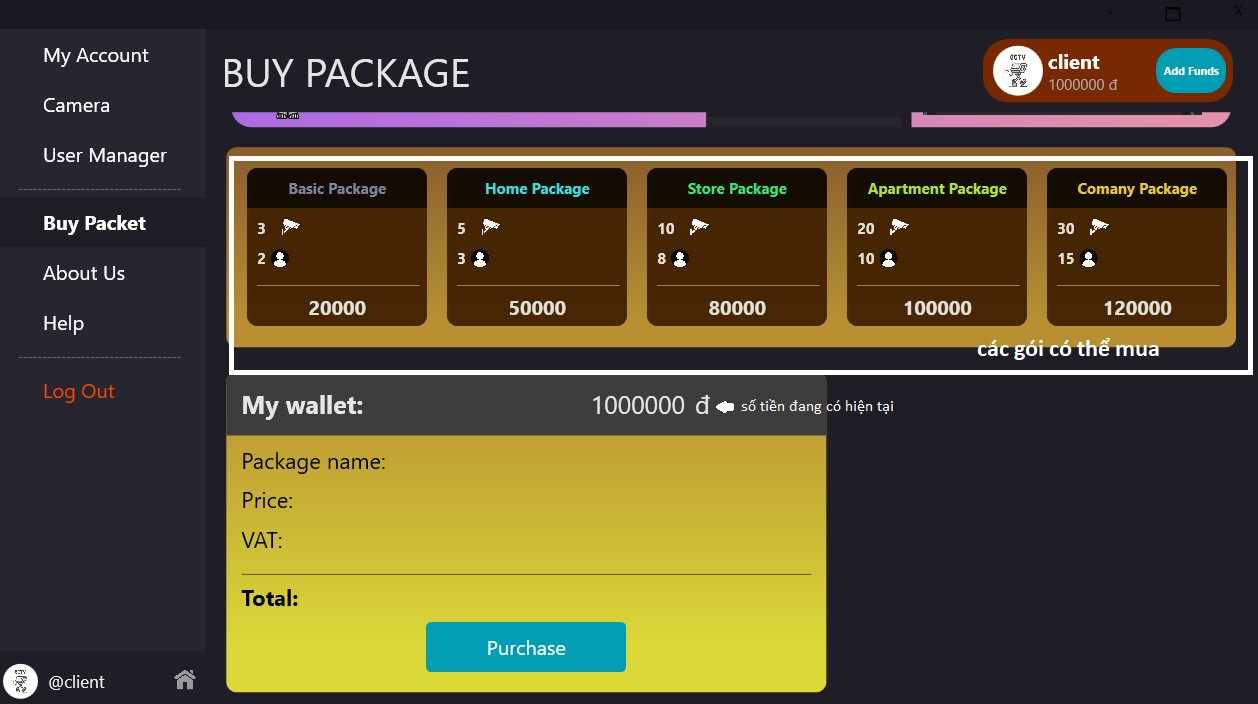 - X
My Account
Camera
User Manager
Buy Packet
About Us
Help
Log Out
@client
BUY PACKAGE
CCTV
client
1000000 đ
Add Funds
Basic Package
3
2
20000
Home Package
5
3
50000
Store Package
10
8
80000
Apartment Package
20
10
100000
Comany Package
30
15
120000
các gói có thể mua
My wallet: 1000000 đ số tiền đang có hiện tại
Package name:
Price:
VAT:
Total:
Purchase